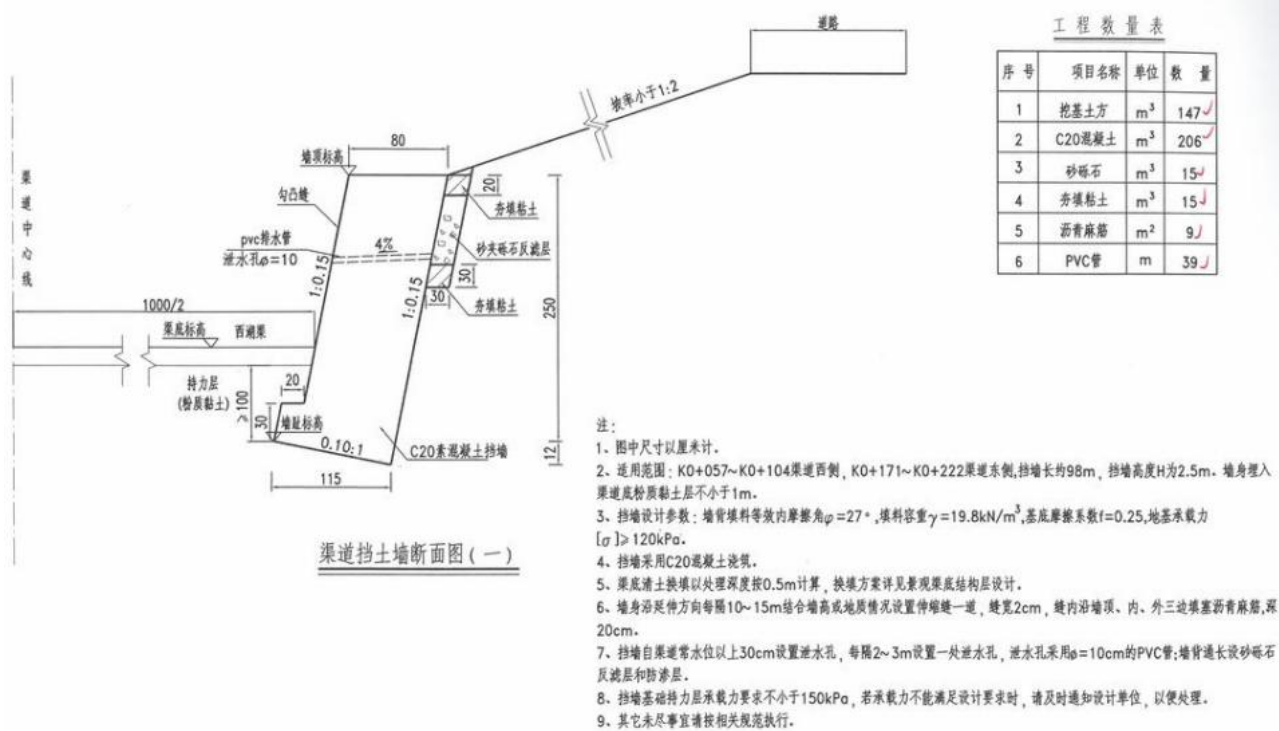 道路
坡率小于1:2
80
墙顶标高
勾凸缝
20
夯填粘土
砂夹砾石反滤层
pvc排水管
泄水孔ø=10
4%
1:0.15
1:0.15
30
30
夯填粘土
250
渠道中心线
1000/2
渠底标高
西湖渠
持力层
(粉质黏土)
≥100
20
30
墙趾标高
0.10:1
C20素混凝土挡墙
12
115
渠道挡土墙断面图(一)
工程数量表
序号 项目名称 单位 数量
1 挖基土方 m³ 147
2 C20混凝土 m³ 206
3 砂砾石 m³ 15
4 夯填粘土 m³ 15
5 沥青麻筋 m² 9
6 PVC管 m 39
注:
1、图中尺寸以厘米计.
2、适用范围: K0+057~K0+104渠道西侧, K0+171~K0+222渠道东侧,挡墙长约98m, 挡墙高度H为2.5m. 墙身埋入
渠道底粉质黏土层不小于1m.
3、挡墙设计参数: 墙背填料等效内摩擦角φ=27°,填料容重γ=19.8kN/m³,基底摩擦系数f=0.25,地基承载力
[σ]≥120kPa.
4、挡墙采用C20混凝土浇筑.
5、渠底清土换填以处理深度按0.5m计算, 换填方案详见景观渠底结构层设计.
6、墙身沿延伸方向每隔10~15m结合墙高或地质情况设置伸缩缝一道, 缝宽2cm, 缝内沿墙顶、内、外三边填塞沥青麻筋,深
20cm.
7、挡墙自渠道常水位以上30cm设置泄水孔, 每隔2~3m设置一处泄水孔, 泄水孔采用ø=10cm的PVC管;墙背通长设砂砾石
反滤层和防渗层.
8、挡墙基础持力层承载力要求不小于150kPa, 若承载力不能满足设计要求时, 请及时通知设计单位, 以便处理.
9、其它未尽事宜请按相关规范执行.